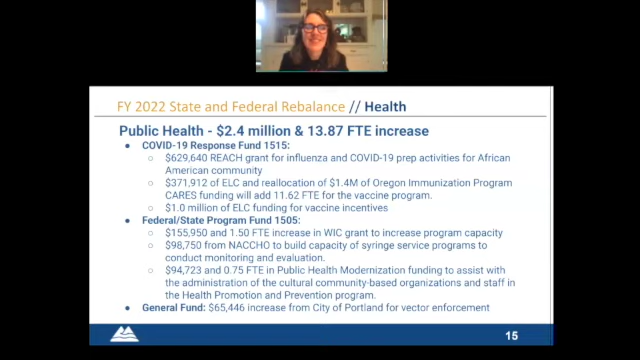 FY 2022 State and Federal Rebalance // Health
Public Health - $2.4 million & 13.87 FTE increase
• COVID-19 Response Fund 1515:
○ $629,640 REACH grant for influenza and COVID-19 prep activities for African
American community
○ $371,912 of ELC and reallocation of $1.4M of Oregon Immunization Program
CARES funding will add 11.62 FTE for the vaccine program.
○ $1.0 million of ELC funding for vaccine incentives
• Federal/State Program Fund 1505:
○ $155,950 and 1.50 FTE increase in WIC grant to increase program capacity
○ $98,750 from NACCHO to build capacity of syringe service programs to
conduct monitoring and evaluation.
○ $94,723 and 0.75 FTE in Public Health Modernization funding to assist with
the administration of the cultural community-based organizations and staff in
the Health Promotion and Prevention program.
• General Fund: $65,446 increase from City of Portland for vector enforcement
15